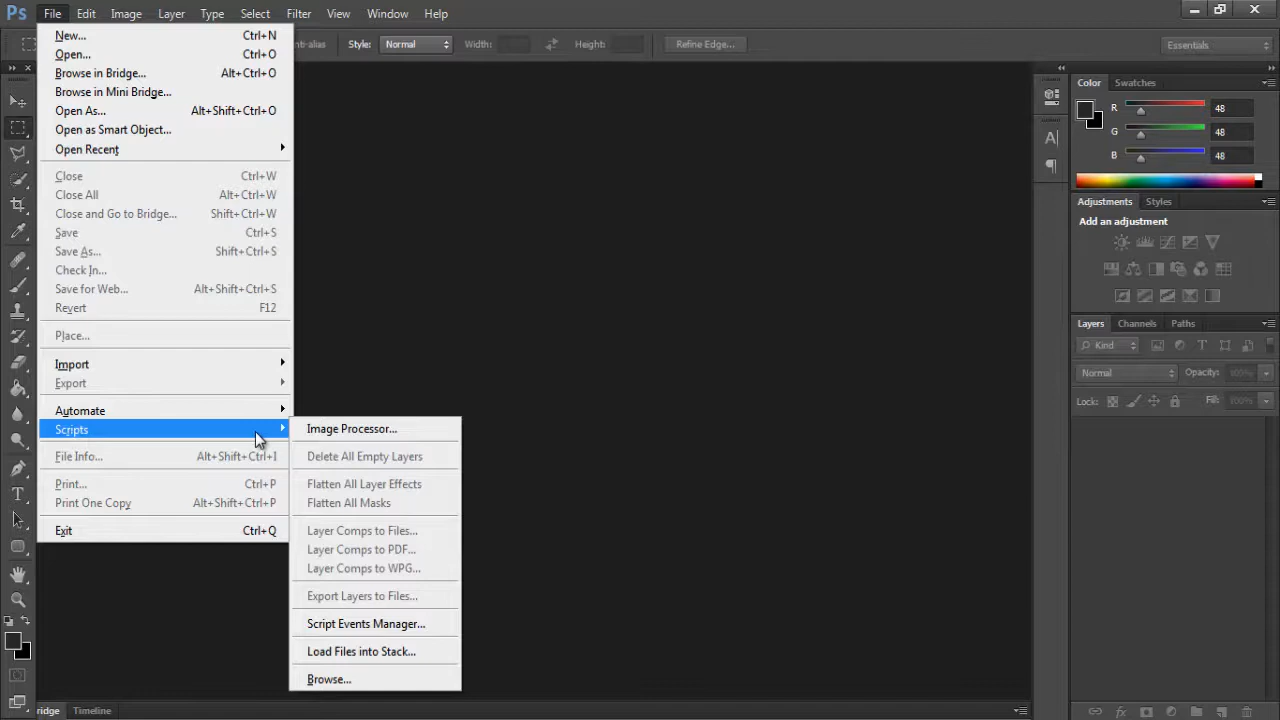 Ps File Edit Image Layer Type Select Filter View Window Help
Style: Normal Width: Height: Refine Edge... Essentials
New... Ctrl+N
Open... Ctrl+O
Browse in Bridge... Alt+Ctrl+O
Browse in Mini Bridge...
Open As... Alt+Shift+Ctrl+O
Open as Smart Object...
Open Recent
Close Ctrl+W
Close All Alt+Ctrl+W
Close and Go to Bridge... Shift+Ctrl+W
Save Ctrl+S
Save As... Shift+Ctrl+S
Check In...
Save for Web... Alt+Shift+Ctrl+S
Revert F12
Place...
Import
Export
Automate
Scripts
File Info... Alt+Shift+Ctrl+I
Print... Ctrl+P
Print One Copy Alt+Shift+Ctrl+P
Exit Ctrl+Q
Image Processor...
Delete All Empty Layers
Flatten All Layer Effects
Flatten All Masks
Layer Comps to Files...
Layer Comps to PDF...
Layer Comps to WPG...
Export Layers to Files...
Script Events Manager...
Load Files into Stack...
Browse...
Color Swatches
R 48
G 48
B 48
Adjustments Styles
Add an adjustment
Layers Channels Paths
Kind
Normal Opacity: 100%
Lock: Fill: 100%
Timeline